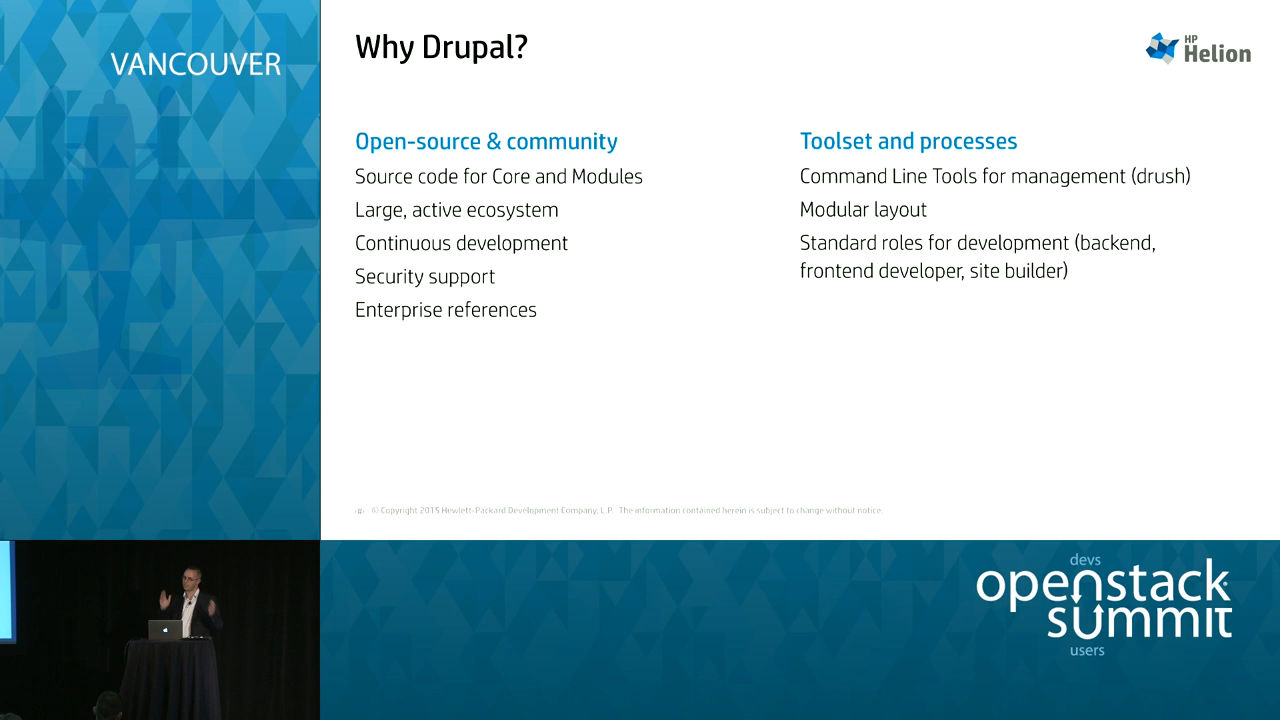 VANCOUVER
Why Drupal?
HP
Helion
Open-source & community
Source code for Core and Modules
Large, active ecosystem
Continuous development
Security support
Enterprise references
Toolset and processes
Command Line Tools for management (drush)
Modular layout
Standard roles for development (backend,
frontend developer, site builder)
‹#› © Copyright 2015 Hewlett-Packard Development Company, L.P. The information contained herein is subject to change without notice.
devs
openstack
summit
users